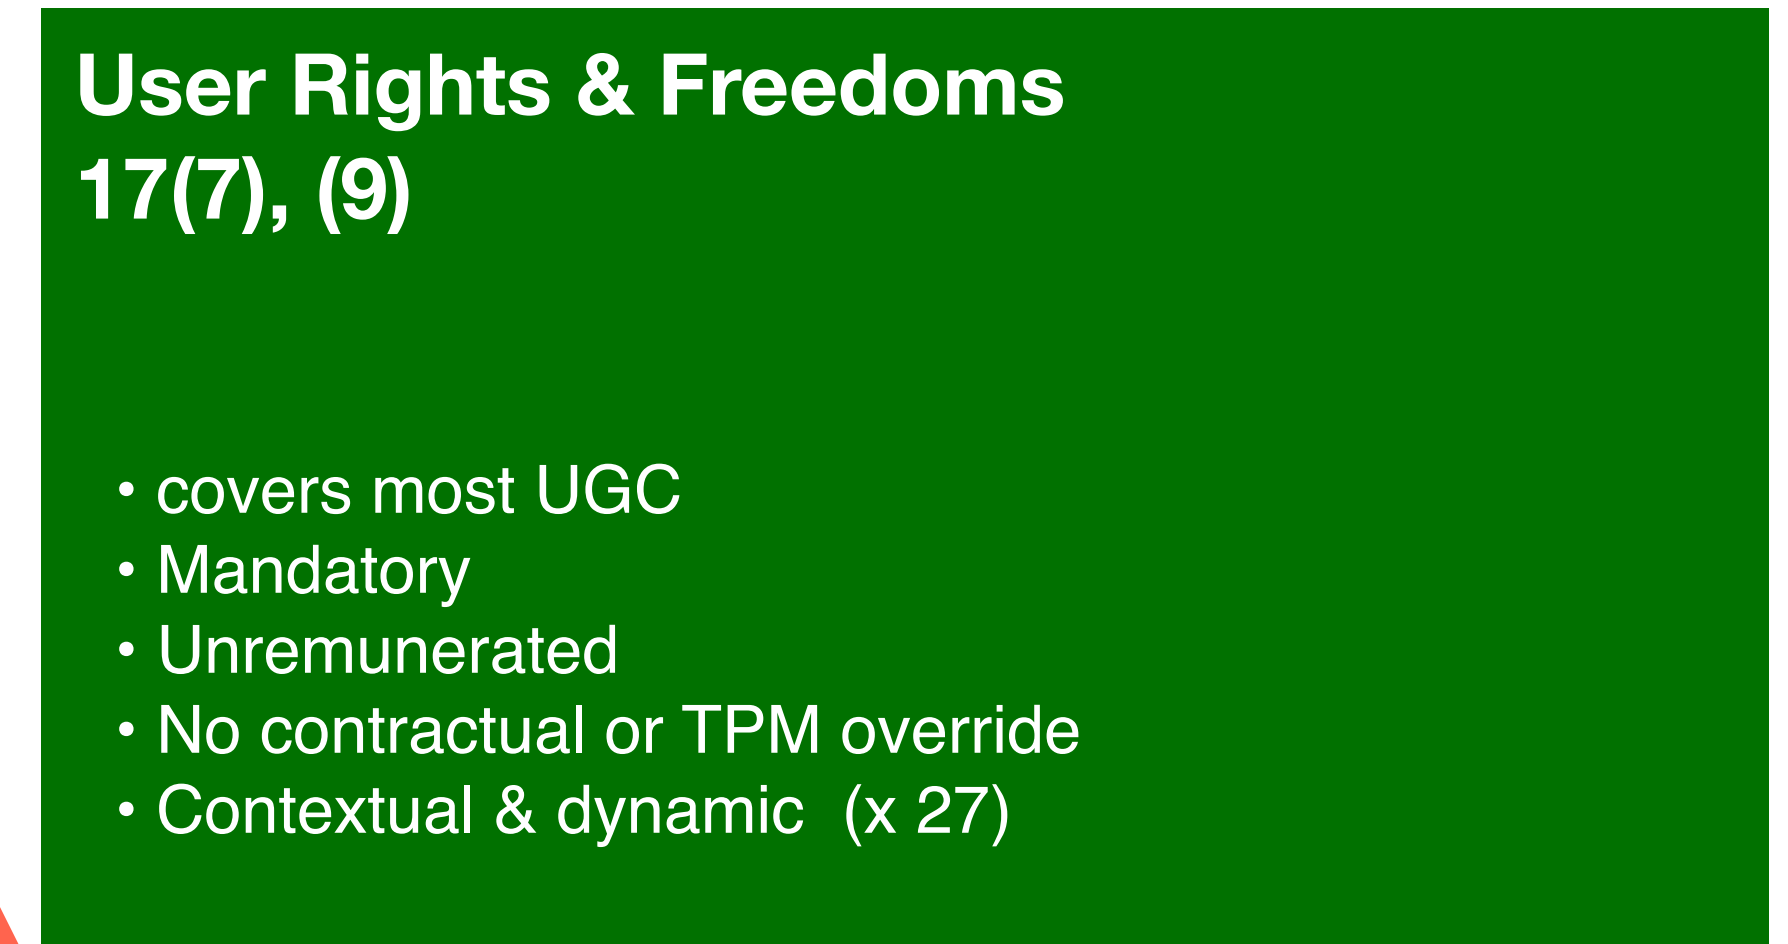 User Rights & Freedoms
17(7), (9)
• covers most UGC
• Mandatory
• Unremunerated
• No contractual or TPM override
• Contextual & dynamic  (x 27)